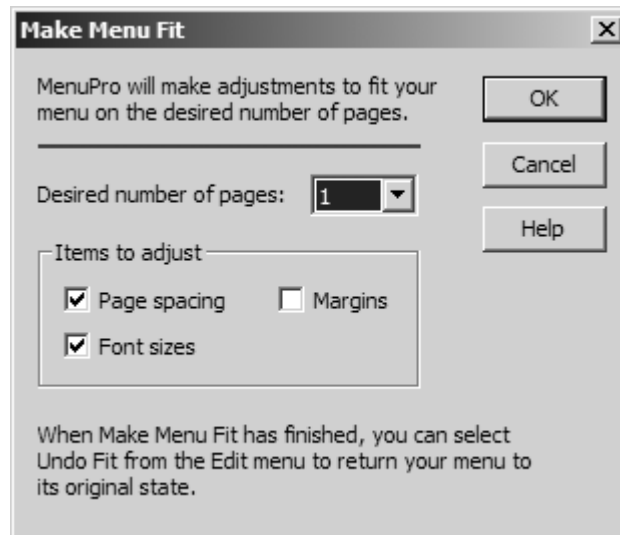 Make Menu Fit
MenuPro will make adjustments to fit your
menu on the desired number of pages.
OK
Cancel
Desired number of pages: 1
Help
Items to adjust
Page spacing Margins
Font sizes
When Make Menu Fit has finished, you can select
Undo Fit from the Edit menu to return your menu to
its original state.